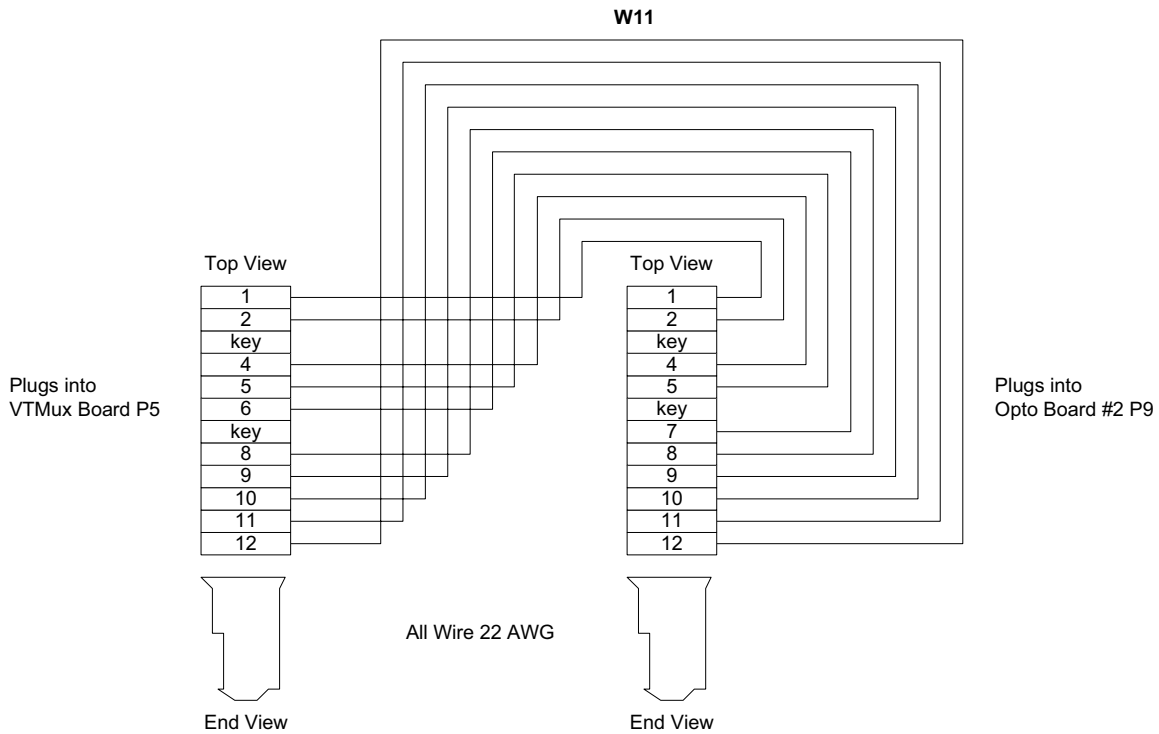 W11
Top View
1
2
key
4
5
6
key
8
9
10
11
12
Plugs into
VTMux Board P5
End View
Top View
1
2
key
4
5
key
7
8
9
10
11
12
Plugs into
Opto Board #2 P9
End View
All Wire 22 AWG